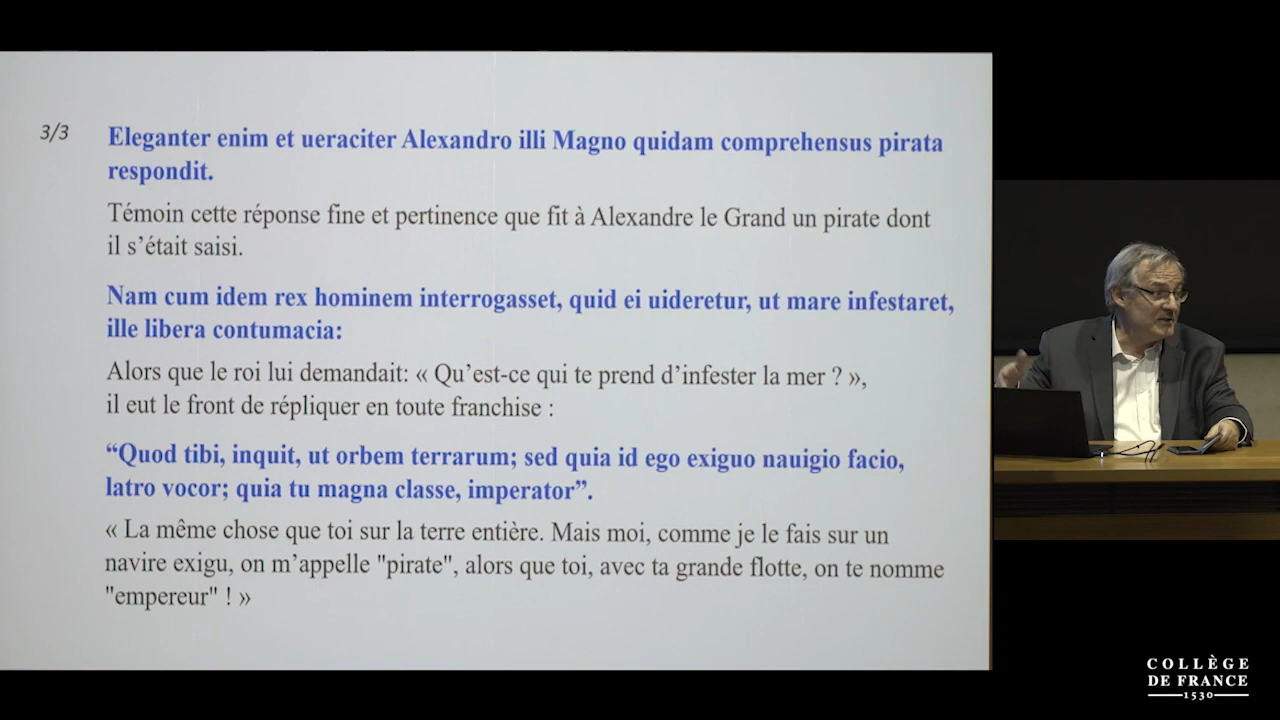 3/3
Eleganter enim et ueraciter Alexandro illi Magno quidam comprehensus pirata
respondit.
Témoin cette réponse fine et pertinence que fit à Alexandre le Grand un pirate dont
il s’était saisi.
Nam cum idem rex hominem interrogasset, quid ei uideretur, ut mare infestaret,
ille libera contumacia:
Alors que le roi lui demandait: « Qu’est-ce qui te prend d’infester la mer ? »,
il eut le front de répliquer en toute franchise :
“Quod tibi, inquit, ut orbem terrarum; sed quia id ego exiguo nauigio facio,
latro vocor; quia tu magna classe, imperator”.
« La même chose que toi sur la terre entière. Mais moi, comme je le fais sur un
navire exigu, on m’appelle "pirate", alors que toi, avec ta grande flotte, on te nomme
"empereur" ! »
COLLÈGE
DE FRANCE
1530